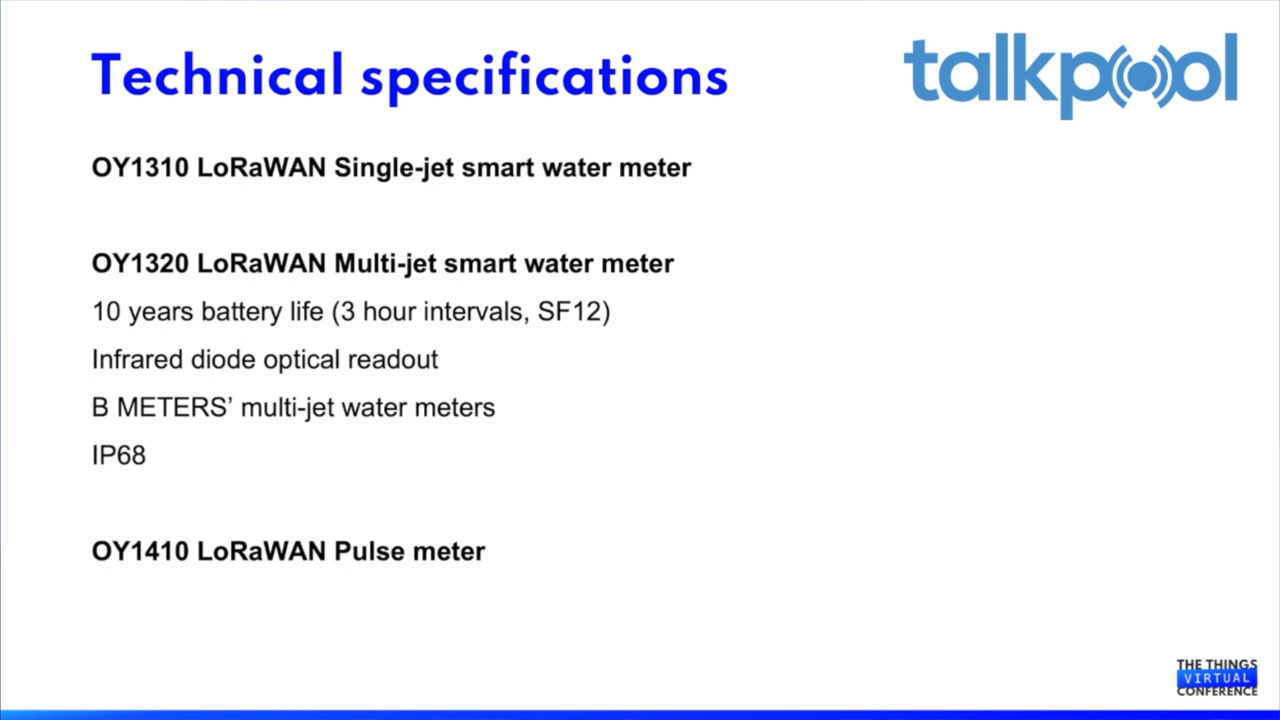 Technical specifications
talkpool
OY1310 LoRaWAN Single-jet smart water meter
OY1320 LoRaWAN Multi-jet smart water meter
10 years battery life (3 hour intervals, SF12)
Infrared diode optical readout
B METERS’ multi-jet water meters
IP68
OY1410 LoRaWAN Pulse meter
THE THINGS
VIRTUAL
CONFERENCE